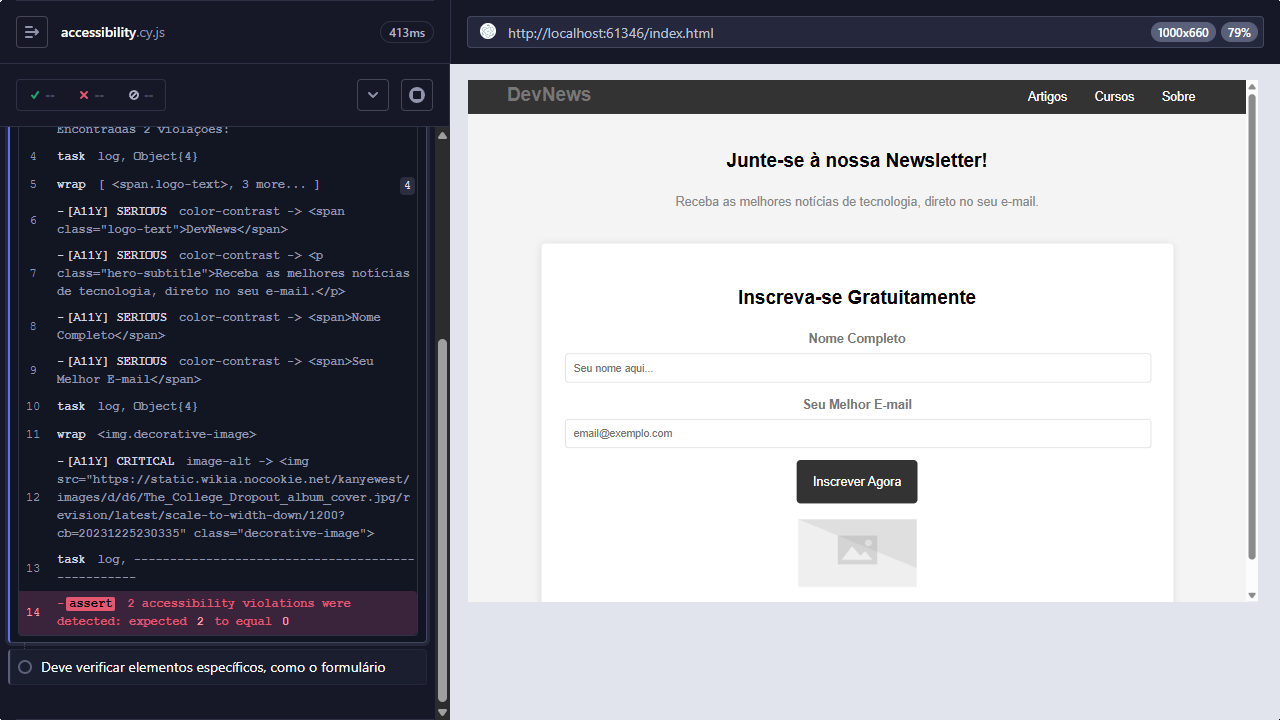 accessibility.cy.js
413ms
-- -- --
Encontradas 2 violações:
4 task log, Object{4}
5 wrap [ <span.logo-text>, 3 more... ] 4
6 -[A11Y] SERIOUS color-contrast -> <span
class="logo-text">DevNews</span>
7 -[A11Y] SERIOUS color-contrast -> <p
class="hero-subtitle">Receba as melhores notícias
de tecnologia, direto no seu e-mail.</p>
8 -[A11Y] SERIOUS color-contrast -> <span>Nome
Completo</span>
9 -[A11Y] SERIOUS color-contrast -> <span>Seu
Melhor E-mail</span>
10 task log, Object{4}
11 wrap <img.decorative-image>
12 -[A11Y] CRITICAL image-alt -> <img
src="https://static.wikia.nocookie.net/kanyewest/
images/d/d6/The_College_Dropout_album_cover.jpg/r
evision/latest/scale-to-width-down/1200?
cb=20231225230335" class="decorative-image">
13 task log, ---------------------------------------
-----------
14 -assert 2 accessibility violations were
detected: expected 2 to equal 0
Deve verificar elementos específicos, como o formulário
http://localhost:61346/index.html
1000x660
79%
DevNews
Artigos
Cursos
Sobre
Junte-se à nossa Newsletter!
Receba as melhores notícias de tecnologia, direto no seu e-mail.
Inscreva-se Gratuitamente
Nome Completo
Seu nome aqui...
Seu Melhor E-mail
email@exemplo.com
Inscrever Agora